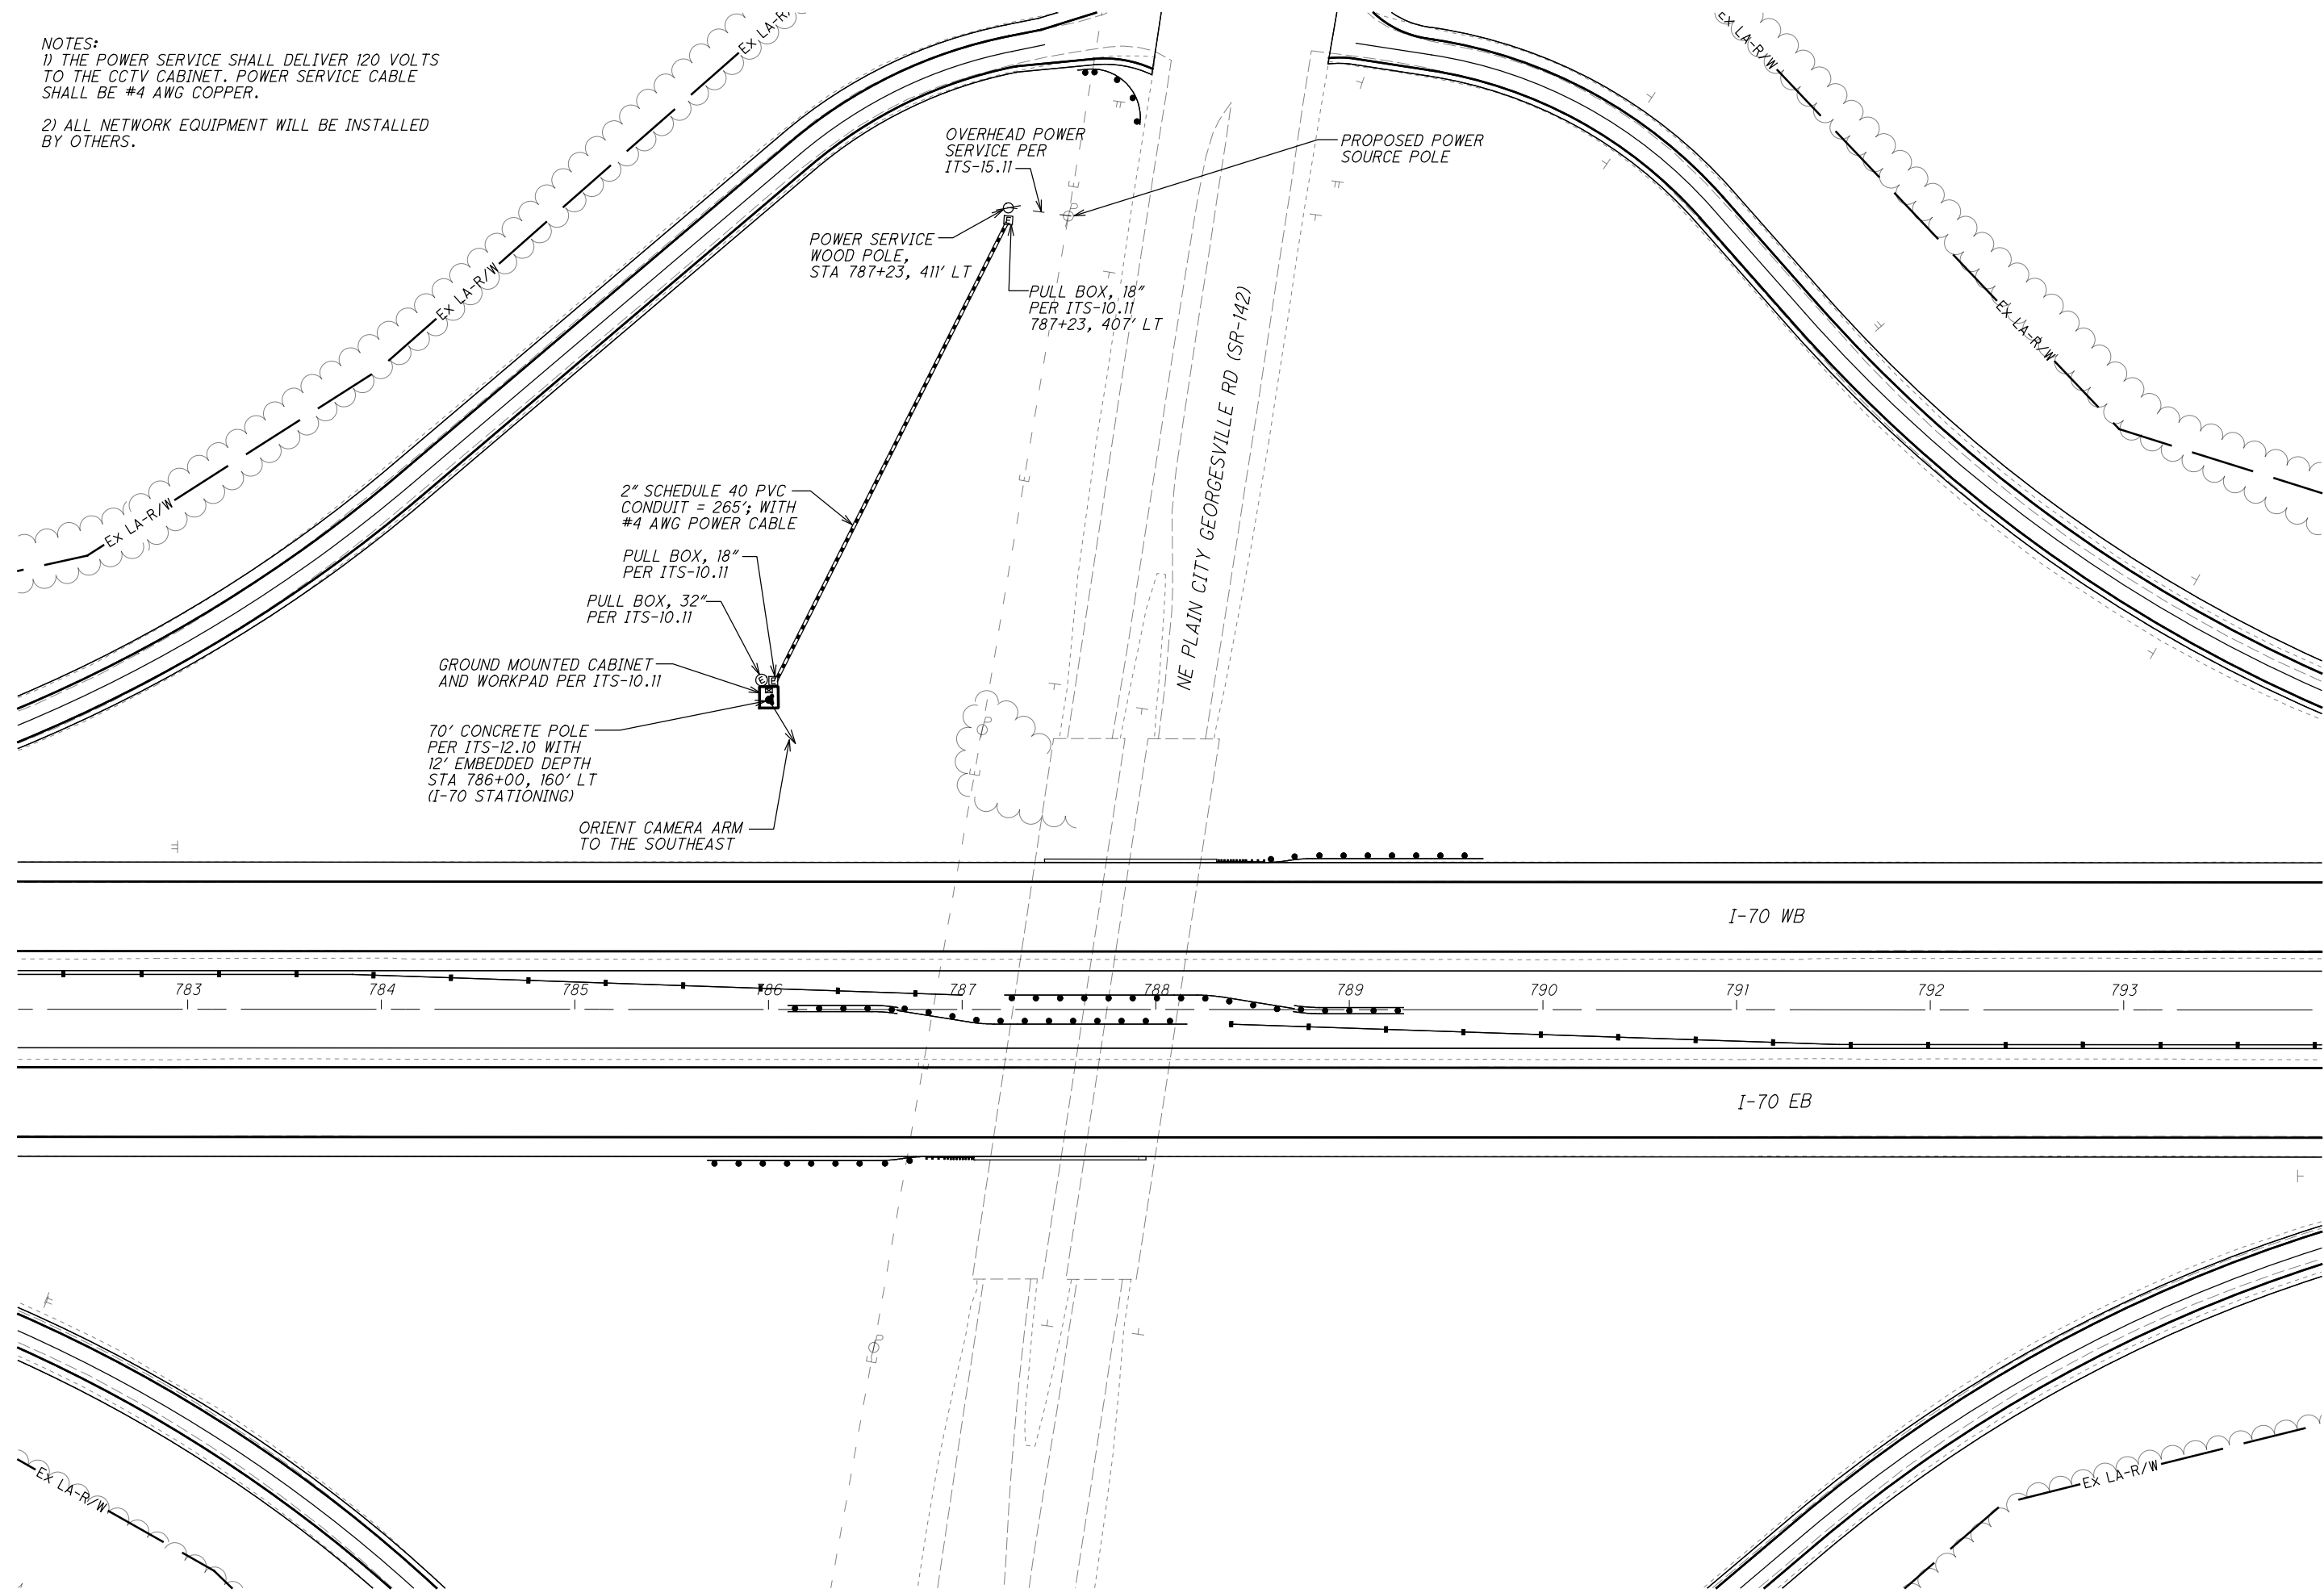 NOTES:
1) THE POWER SERVICE SHALL DELIVER 120 VOLTS
TO THE CCTV CABINET. POWER SERVICE CABLE
SHALL BE #4 AWG COPPER.
2) ALL NETWORK EQUIPMENT WILL BE INSTALLED
BY OTHERS.
Ex LA-R/W
Ex LA-R/W
OVERHEAD POWER
SERVICE PER
ITS-15.11
PROPOSED POWER
SOURCE POLE
E
P
E
POWER SERVICE
WOOD POLE,
STA 787+23, 411' LT
PULL BOX, 18"
PER ITS-10.11
787+23, 407' LT
Ex LA-R/W
Ex LA-R/W
NE PLAIN CITY GEORGESVILLE RD (SR-142)
E
2" SCHEDULE 40 PVC
CONDUIT = 265'; WITH
#4 AWG POWER CABLE
Ex LA-R/W
PULL BOX, 18"
PER ITS-10.11
PULL BOX, 32"
PER ITS-10.11
GROUND MOUNTED CABINET
AND WORKPAD PER ITS-10.11
E
E
70' CONCRETE POLE
PER ITS-12.10 WITH
12' EMBEDDED DEPTH
STA 786+00, 160' LT
(I-70 STATIONING)
P
E
ORIENT CAMERA ARM
TO THE SOUTHEAST
I-70 WB
783 784 785 786 787 788 789 790 791 792 793
E
I-70 EB
P
E
Ex LA-R/W
Ex LA-R/W